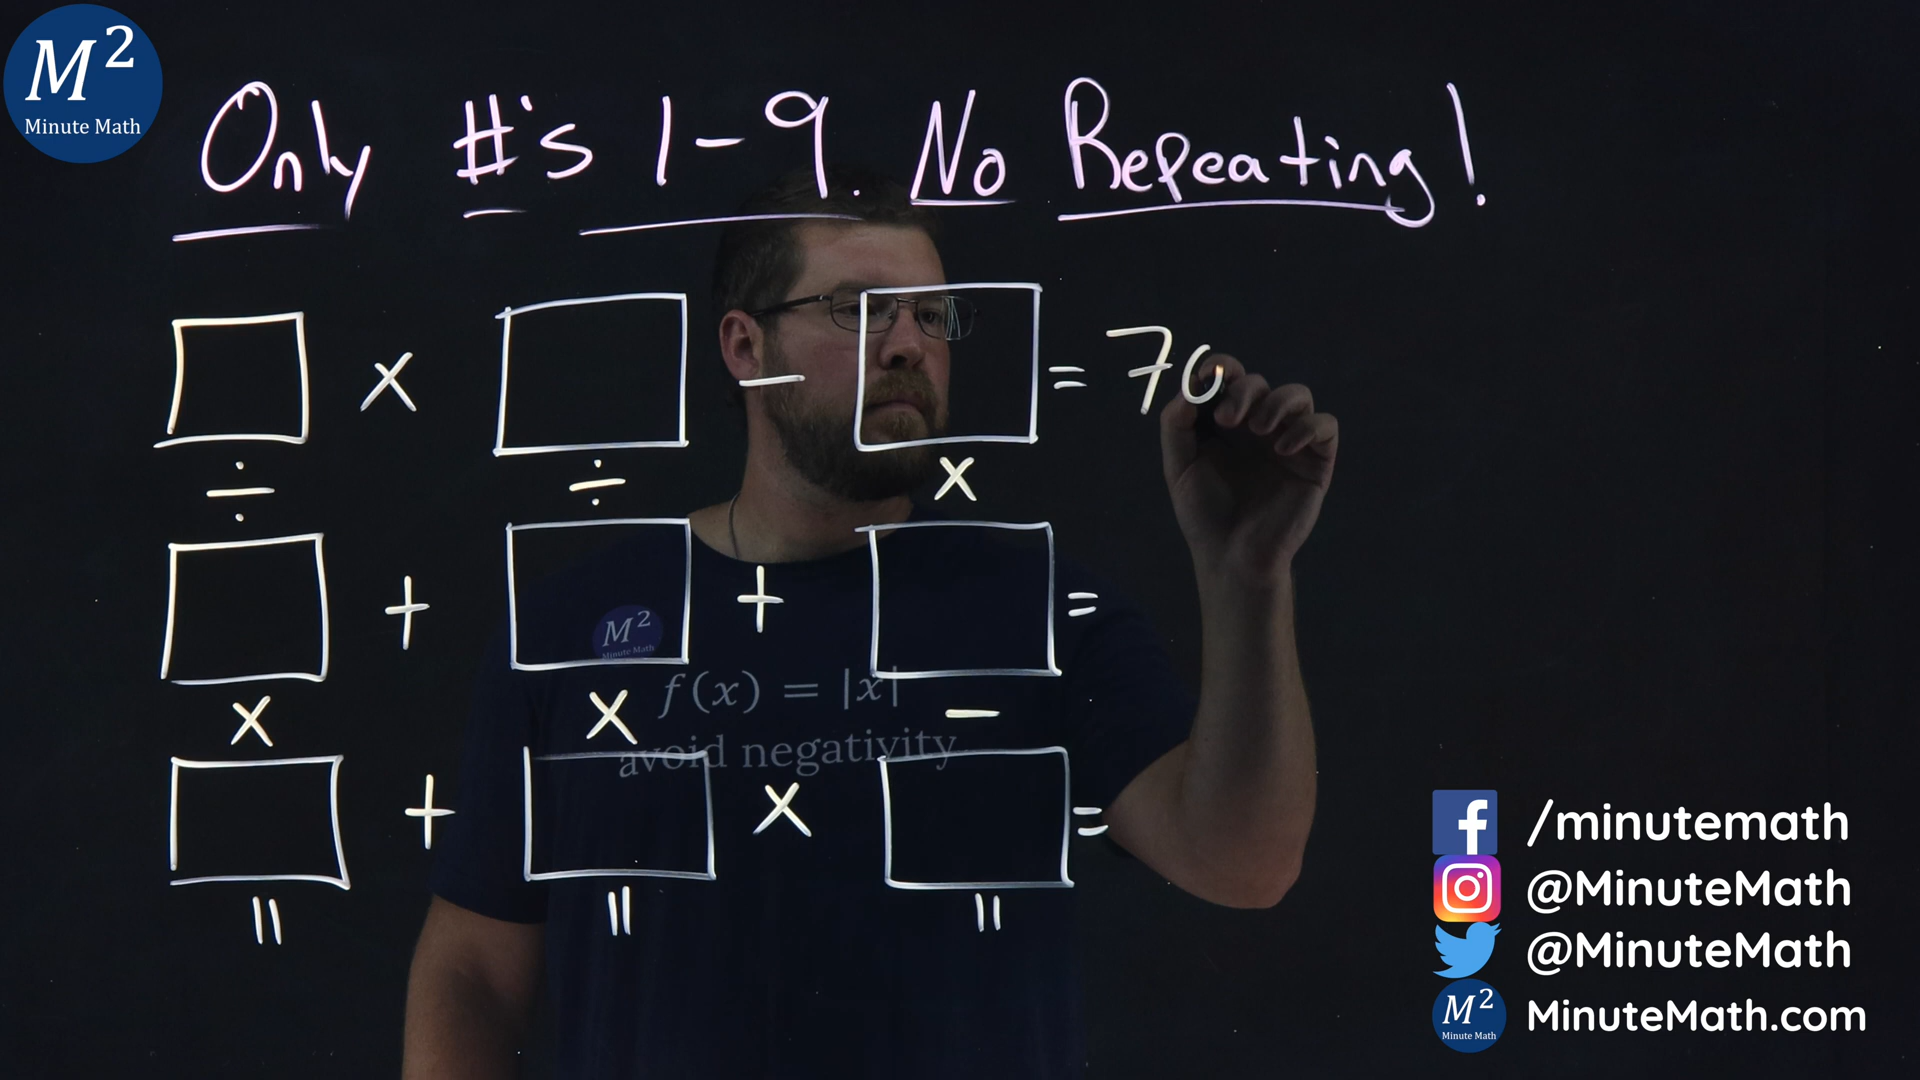 M²
Minute Math
Only #'s 1-9. No Repeating!
□ × □ − □ = 70
÷ ÷ ×
□ + □ + □ =
× × −
□ + □ × □ =
= = =
M²
Minute Math
f(x) = |x|
avoid negativity
/minutemath
@MinuteMath
@MinuteMath
M²
Minute Math
MinuteMath.com